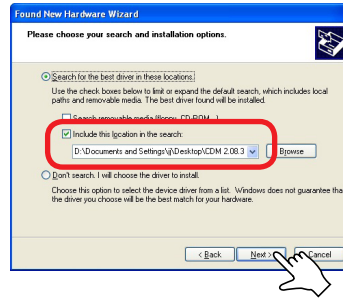 Found New Hardware Wizard
Please choose your search and installation options.
Search for the best driver in these locations.
Use the check boxes below to limit or expand the default search, which includes local
paths and removable media. The best driver found will be installed.
Search removable media (floppy, CD-ROM...)
Include this location in the search:
D:\Documents and Settings\jj\Desktop\CDM 2.08.3
Browse
Don't search. I will choose the driver to install.
Choose this option to select the device driver from a list. Windows does not guarantee tha
the driver you choose will be the best match for your hardware.
< Back Next > Cancel